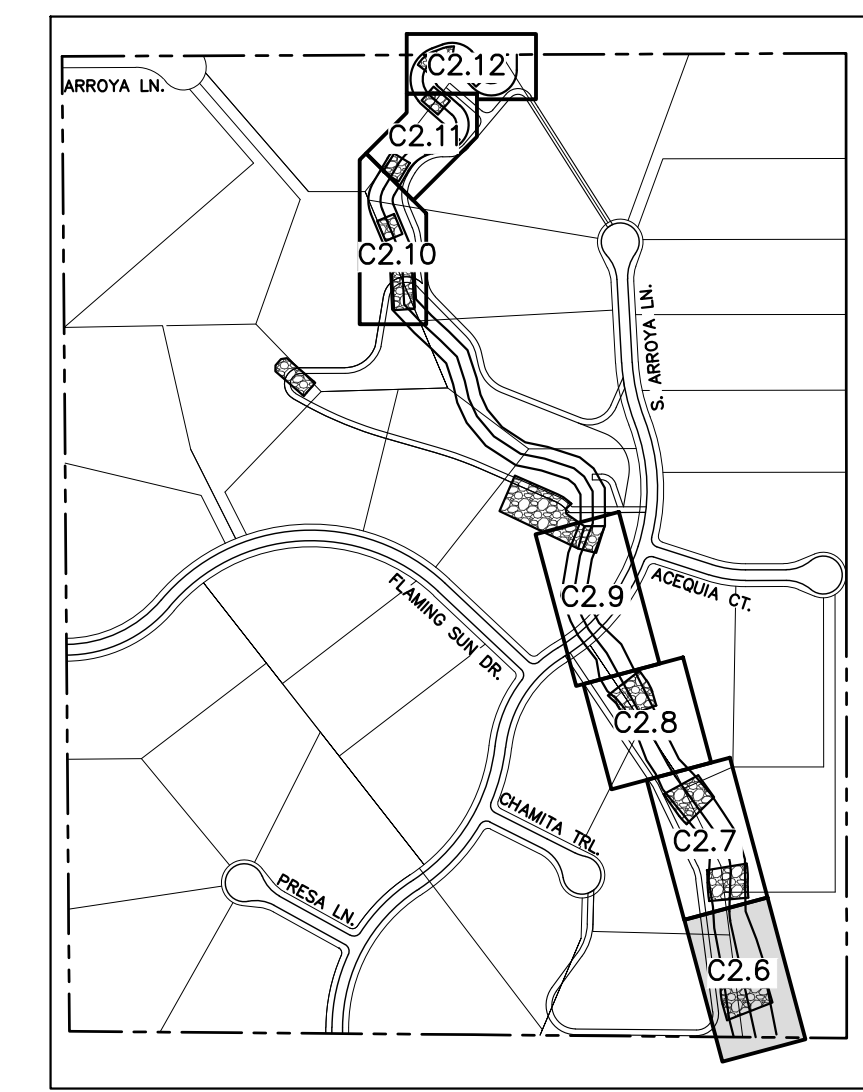 C2.12
ARROYA LN.
C2.11
C2.10
S. ARROYA LN.
C2.9
ACEQUIA CT.
FLAMING SUN DR.
C2.8
CHAMITA TRL.
C2.7
PRESA LN.
C2.6